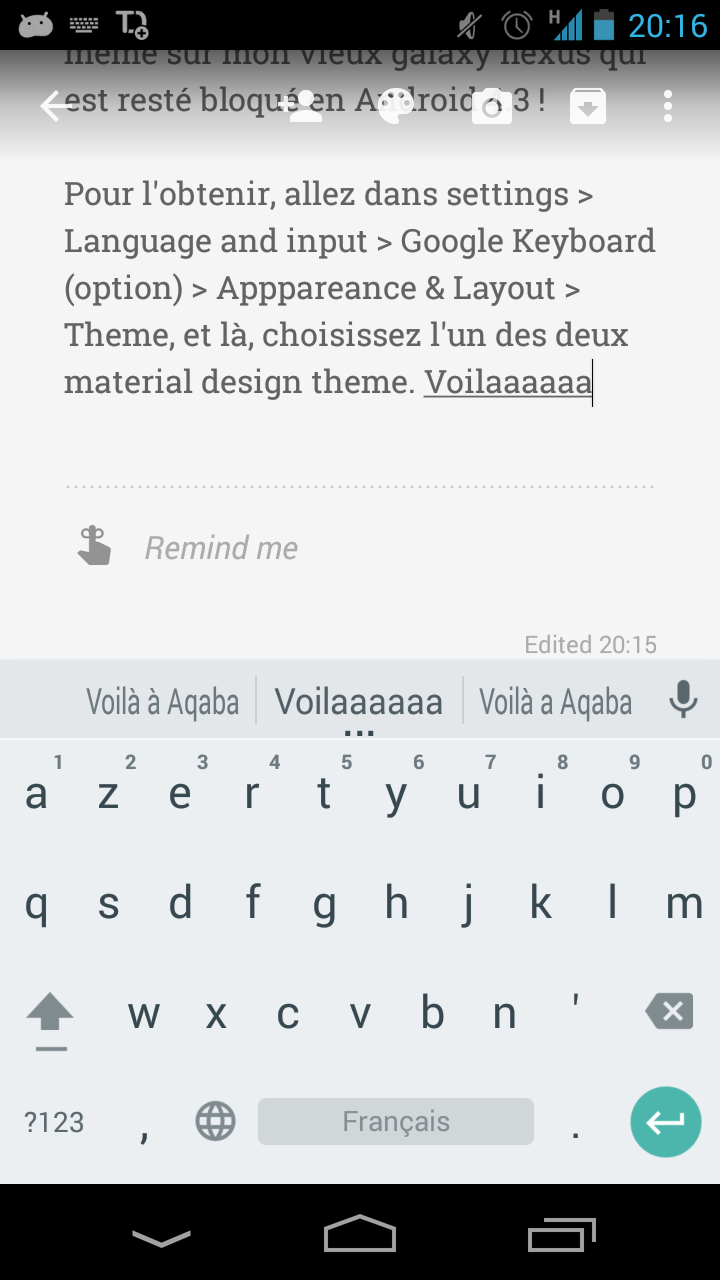 20:16
même sur mon vieux galaxy nexus qui
est resté bloqué en Android 4.3 !
Pour l'obtenir, allez dans settings >
Language and input > Google Keyboard
(option) > Apppareance & Layout >
Theme, et là, choisissez l'un des deux
material design theme. Voilaaaaaa
Remind me
Edited 20:15
Voilà à Aqaba Voilaaaaaa Voilà a Aqaba
1 2 3 4 5 6 7 8 9 0
a z e r t y u i o p
q s d f g h j k l m
w x c v b n '
?123 , Français .